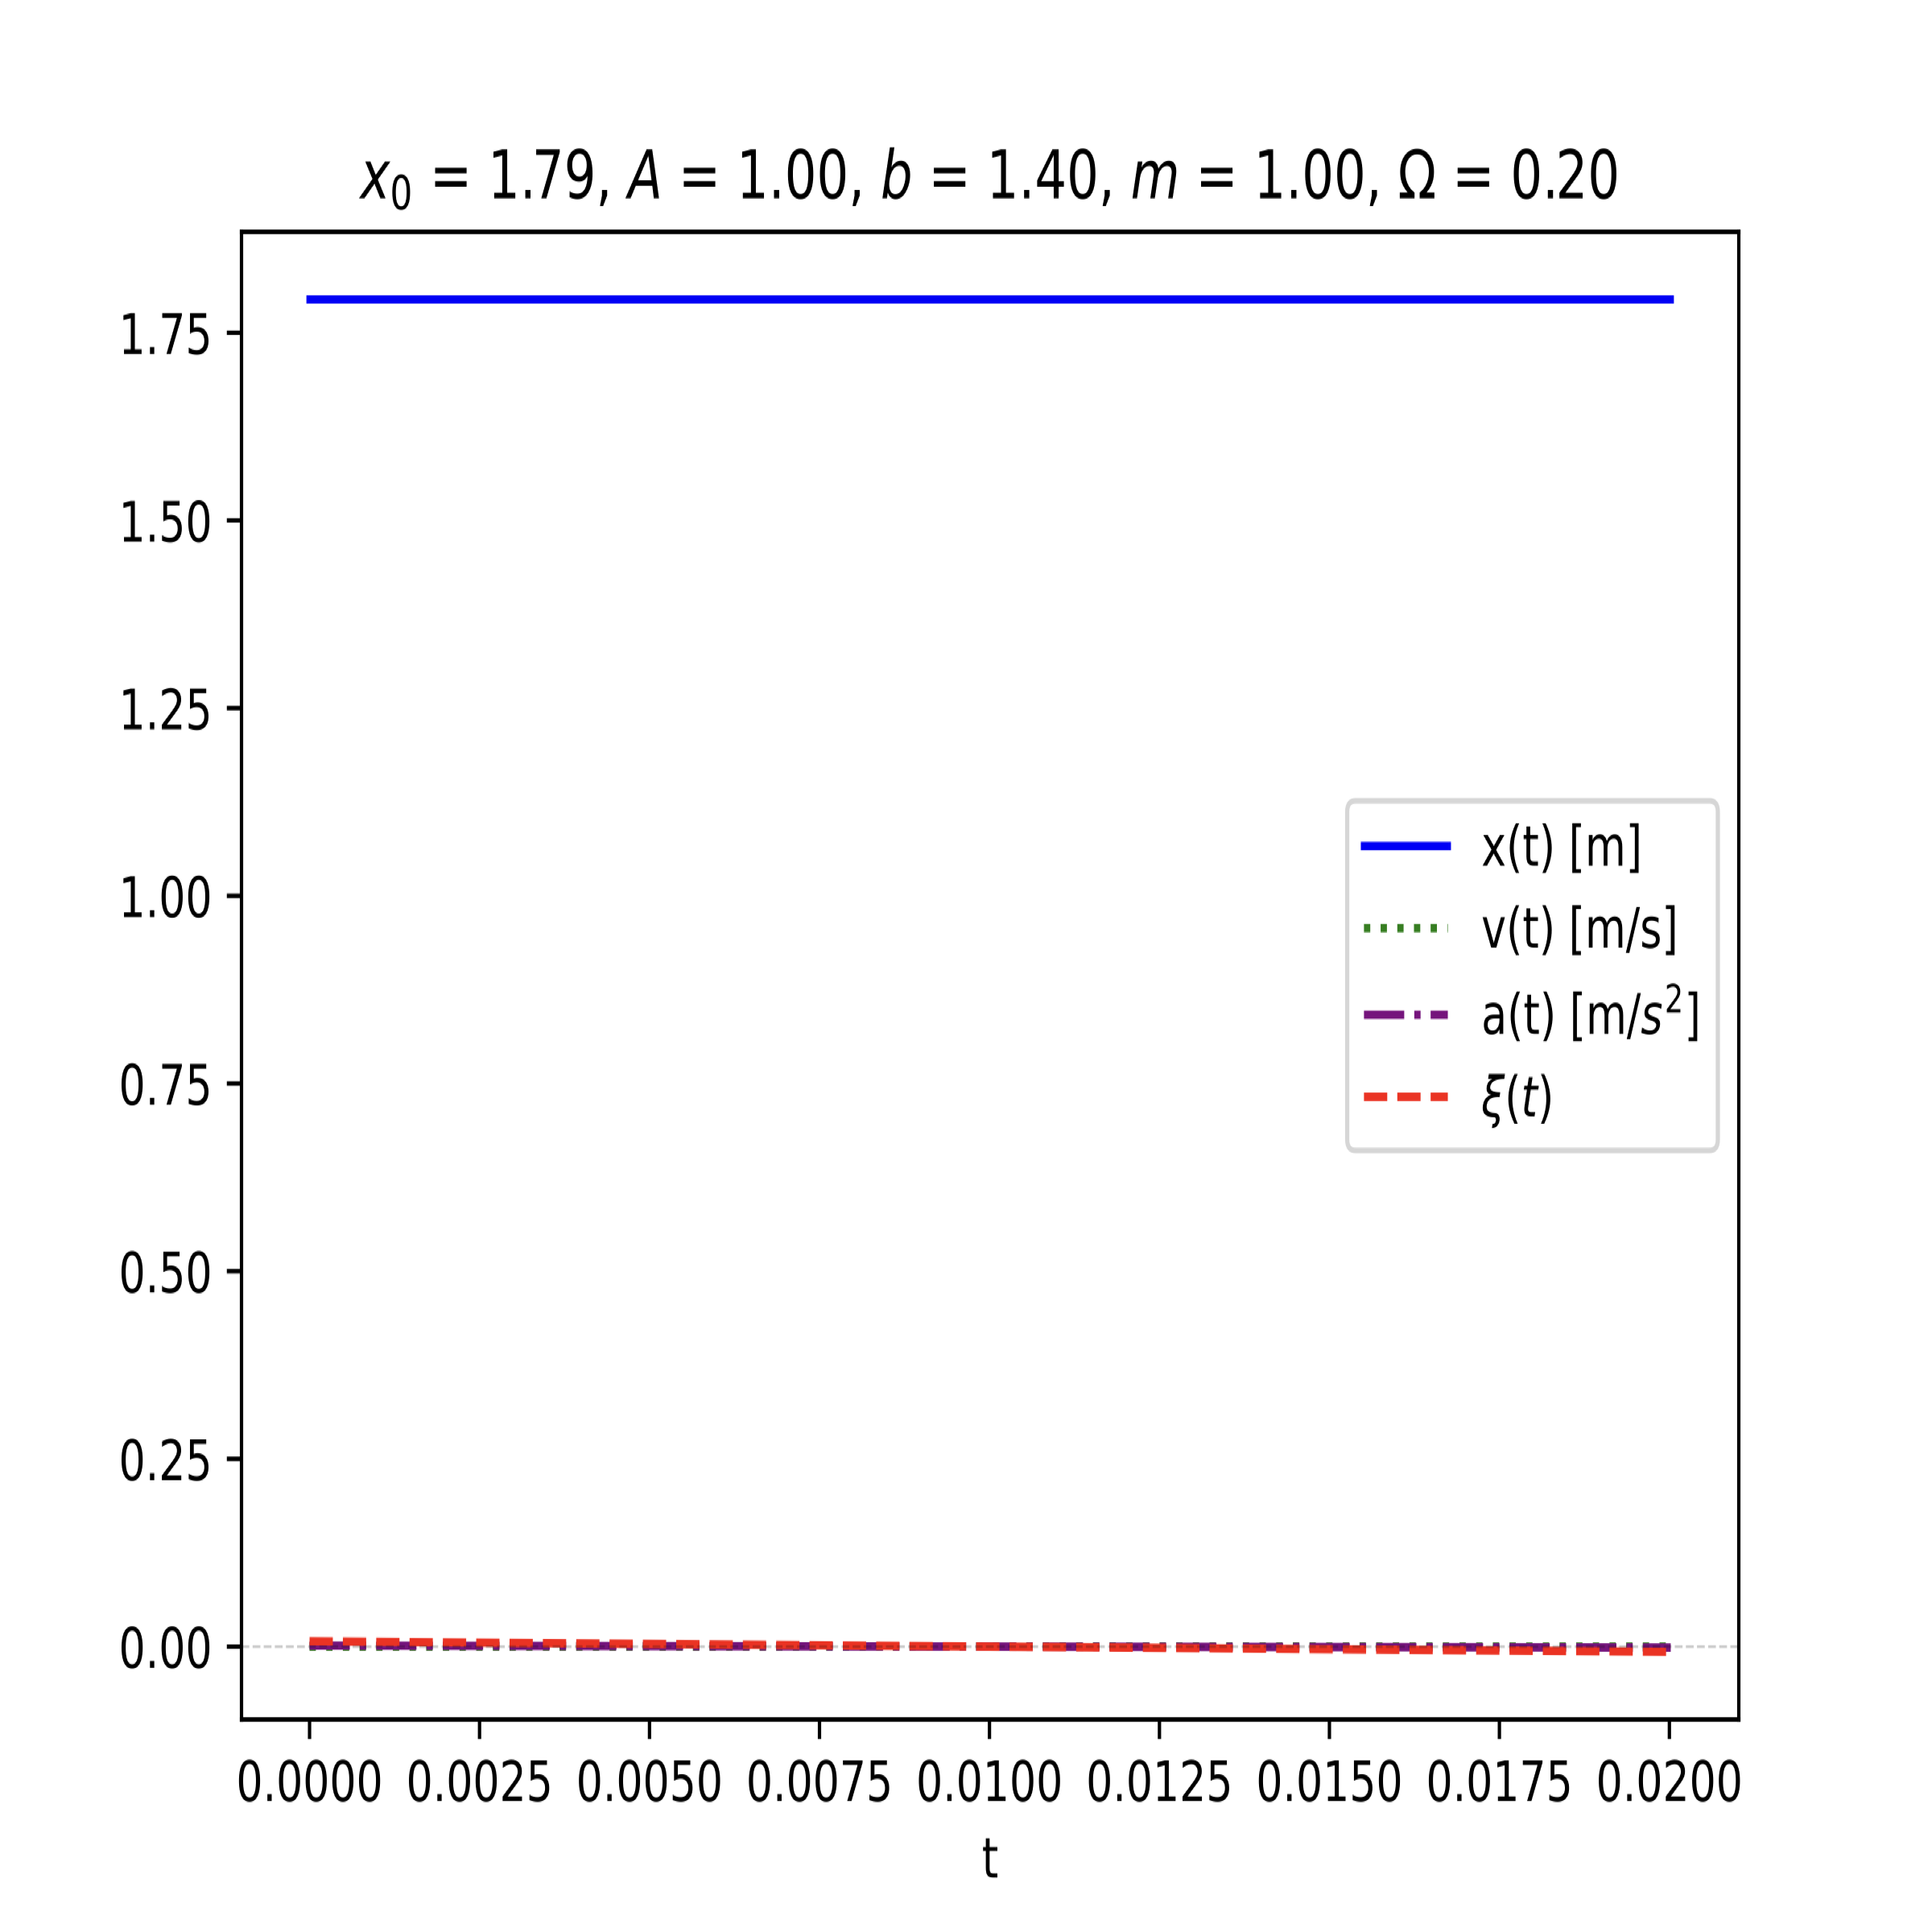 x₀ = 1.79, A = 1.00, b = 1.40, m = 1.00, Ω = 0.20
1.75
1.50
1.25
1.00
0.75
0.50
0.25
0.00
x(t) [m]
v(t) [m/s]
a(t) [m/s²]
ξ(t)
0.0000 0.0025 0.0050 0.0075 0.0100 0.0125 0.0150 0.0175 0.0200
t